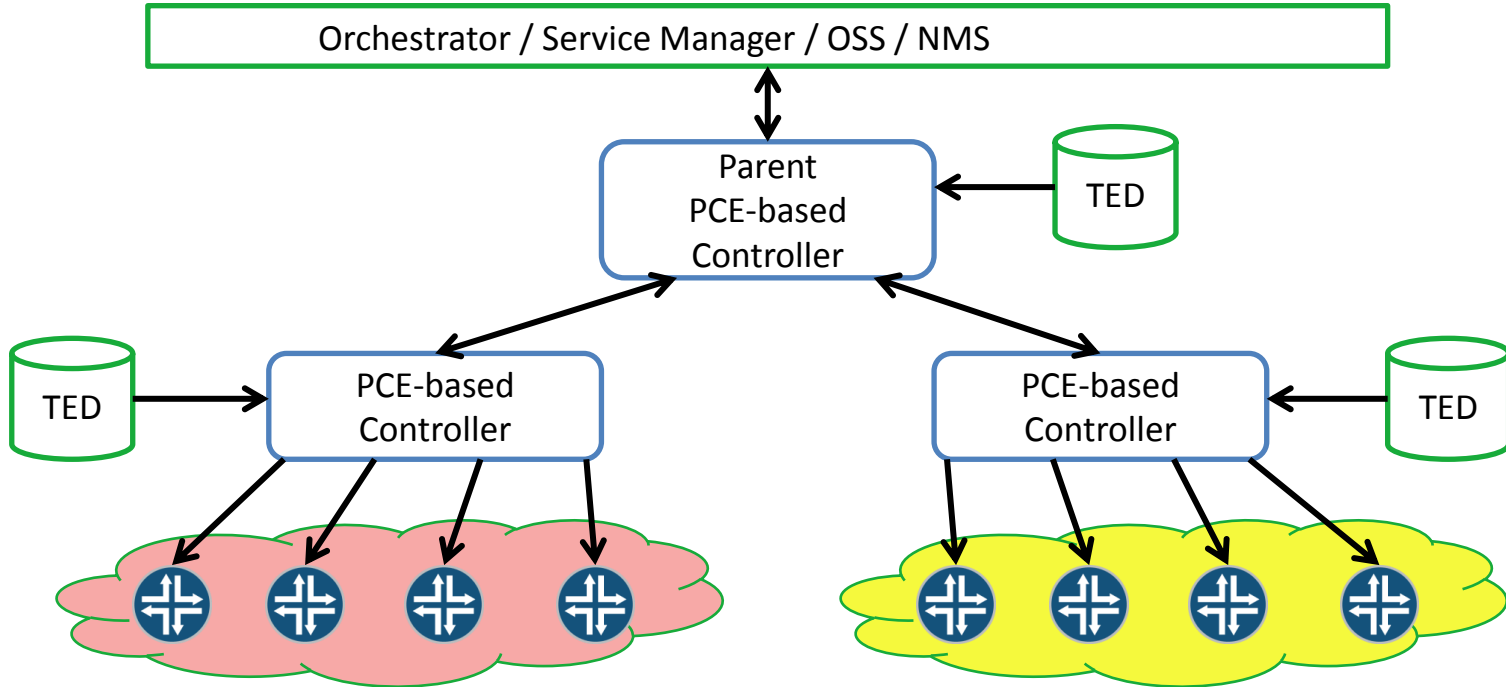 Orchestrator / Service Manager / OSS / NMS
Parent
PCE-based
Controller
TED
TED
PCE-based
Controller
PCE-based
Controller
TED